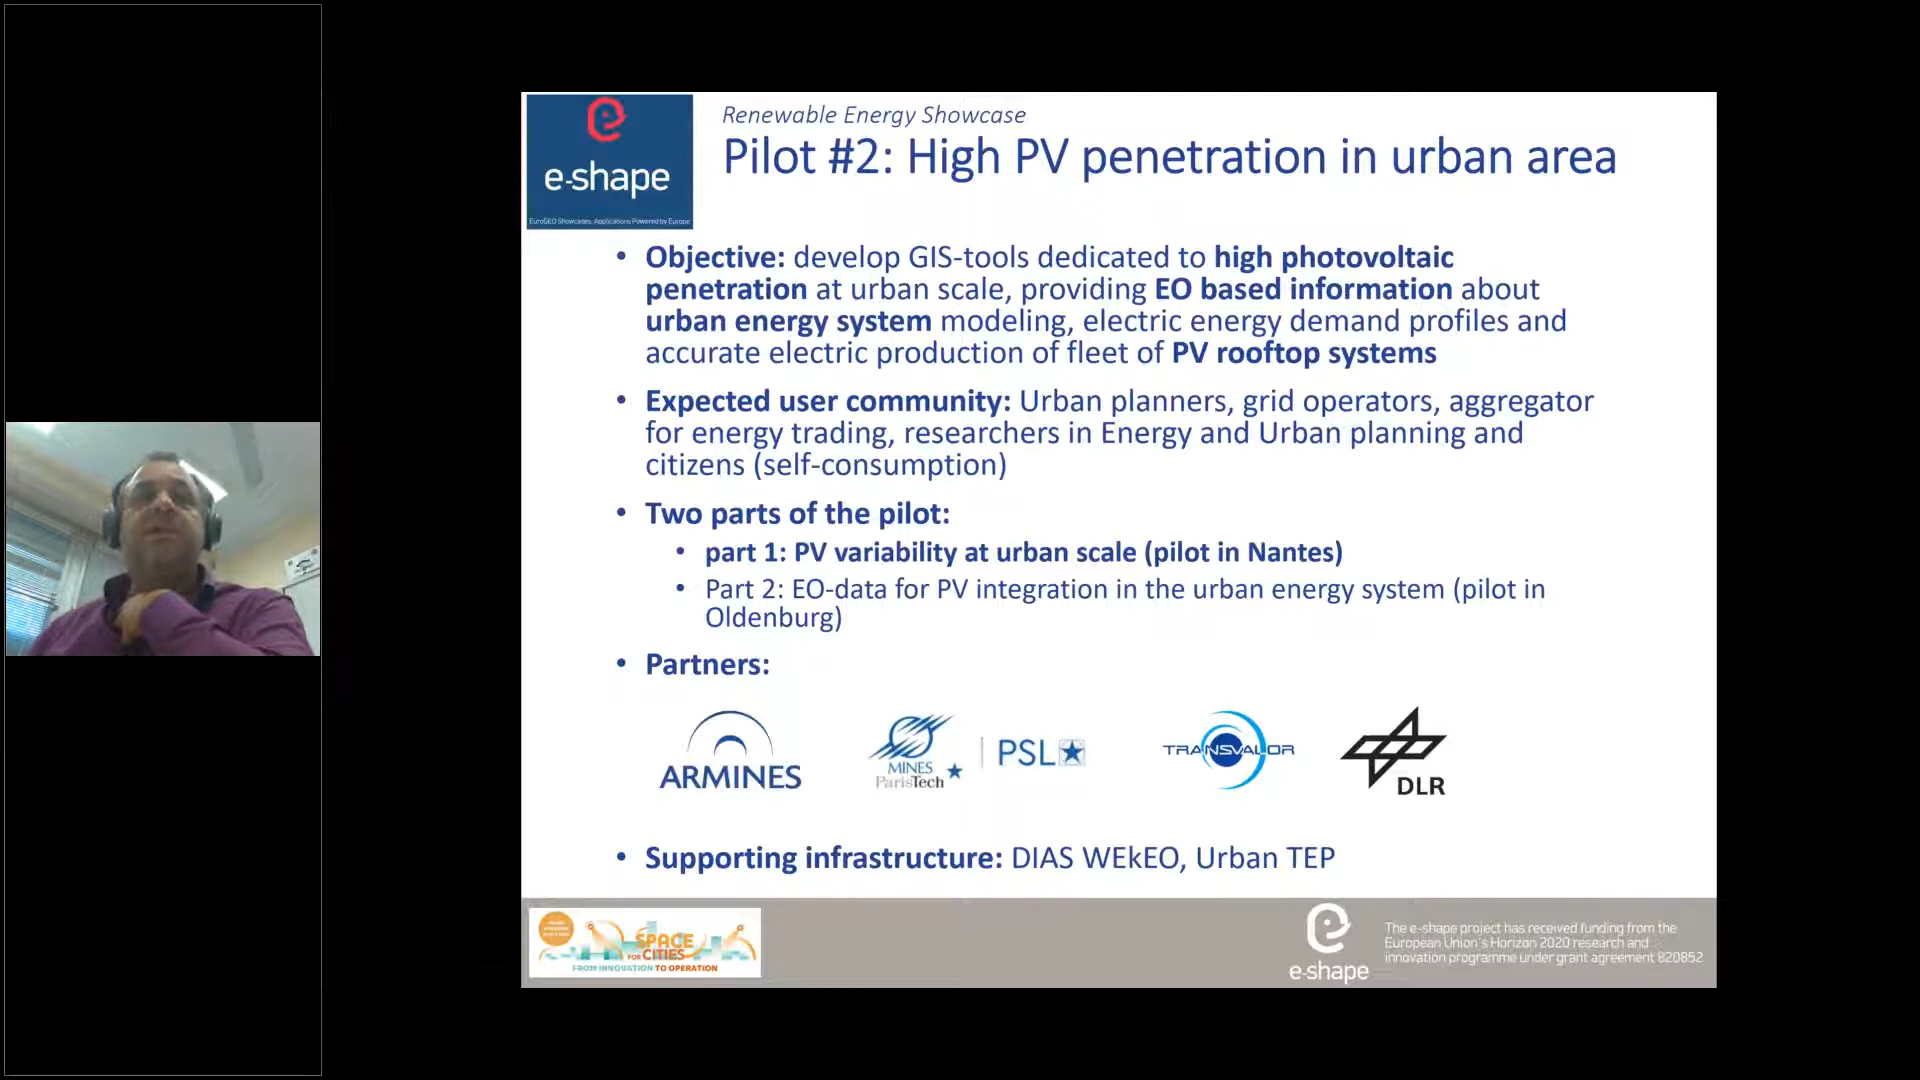 e-shape
EuroGEO Showcases: Applications Powered by Europe
Renewable Energy Showcase
Pilot #2: High PV penetration in urban area
• Objective: develop GIS-tools dedicated to high photovoltaic
penetration at urban scale, providing EO based information about
urban energy system modeling, electric energy demand profiles and
accurate electric production of fleet of PV rooftop systems
• Expected user community: Urban planners, grid operators, aggregator
for energy trading, researchers in Energy and Urban planning and
citizens (self-consumption)
• Two parts of the pilot:
• part 1: PV variability at urban scale (pilot in Nantes)
• Part 2: EO-data for PV integration in the urban energy system (pilot in
Oldenburg)
• Partners:
ARMINES
MINES
ParisTech
PSL
TRANSVALOR
DLR
• Supporting infrastructure: DIAS WEkEO, Urban TEP
SPACE
FOR CITIES
FROM INNOVATION TO OPERATION
e-shape
The e-shape project has received funding from the
European Union's Horizon 2020 research and
innovation programme under grant agreement 820852